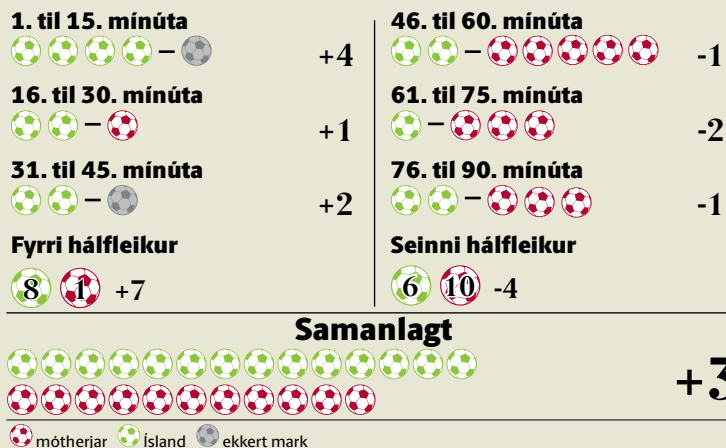 1. til 15. mínúta
– +4
16. til 30. mínúta
– +1
31. til 45. mínúta
– +2
Fyrri hálfleikur
8 1 +7
46. til 60. mínúta
– -1
61. til 75. mínúta
– -2
76. til 90. mínúta
– -1
Seinni hálfleikur
6 10 -4
Samanlagt
+3
mótherjar Ísland ekkert mark